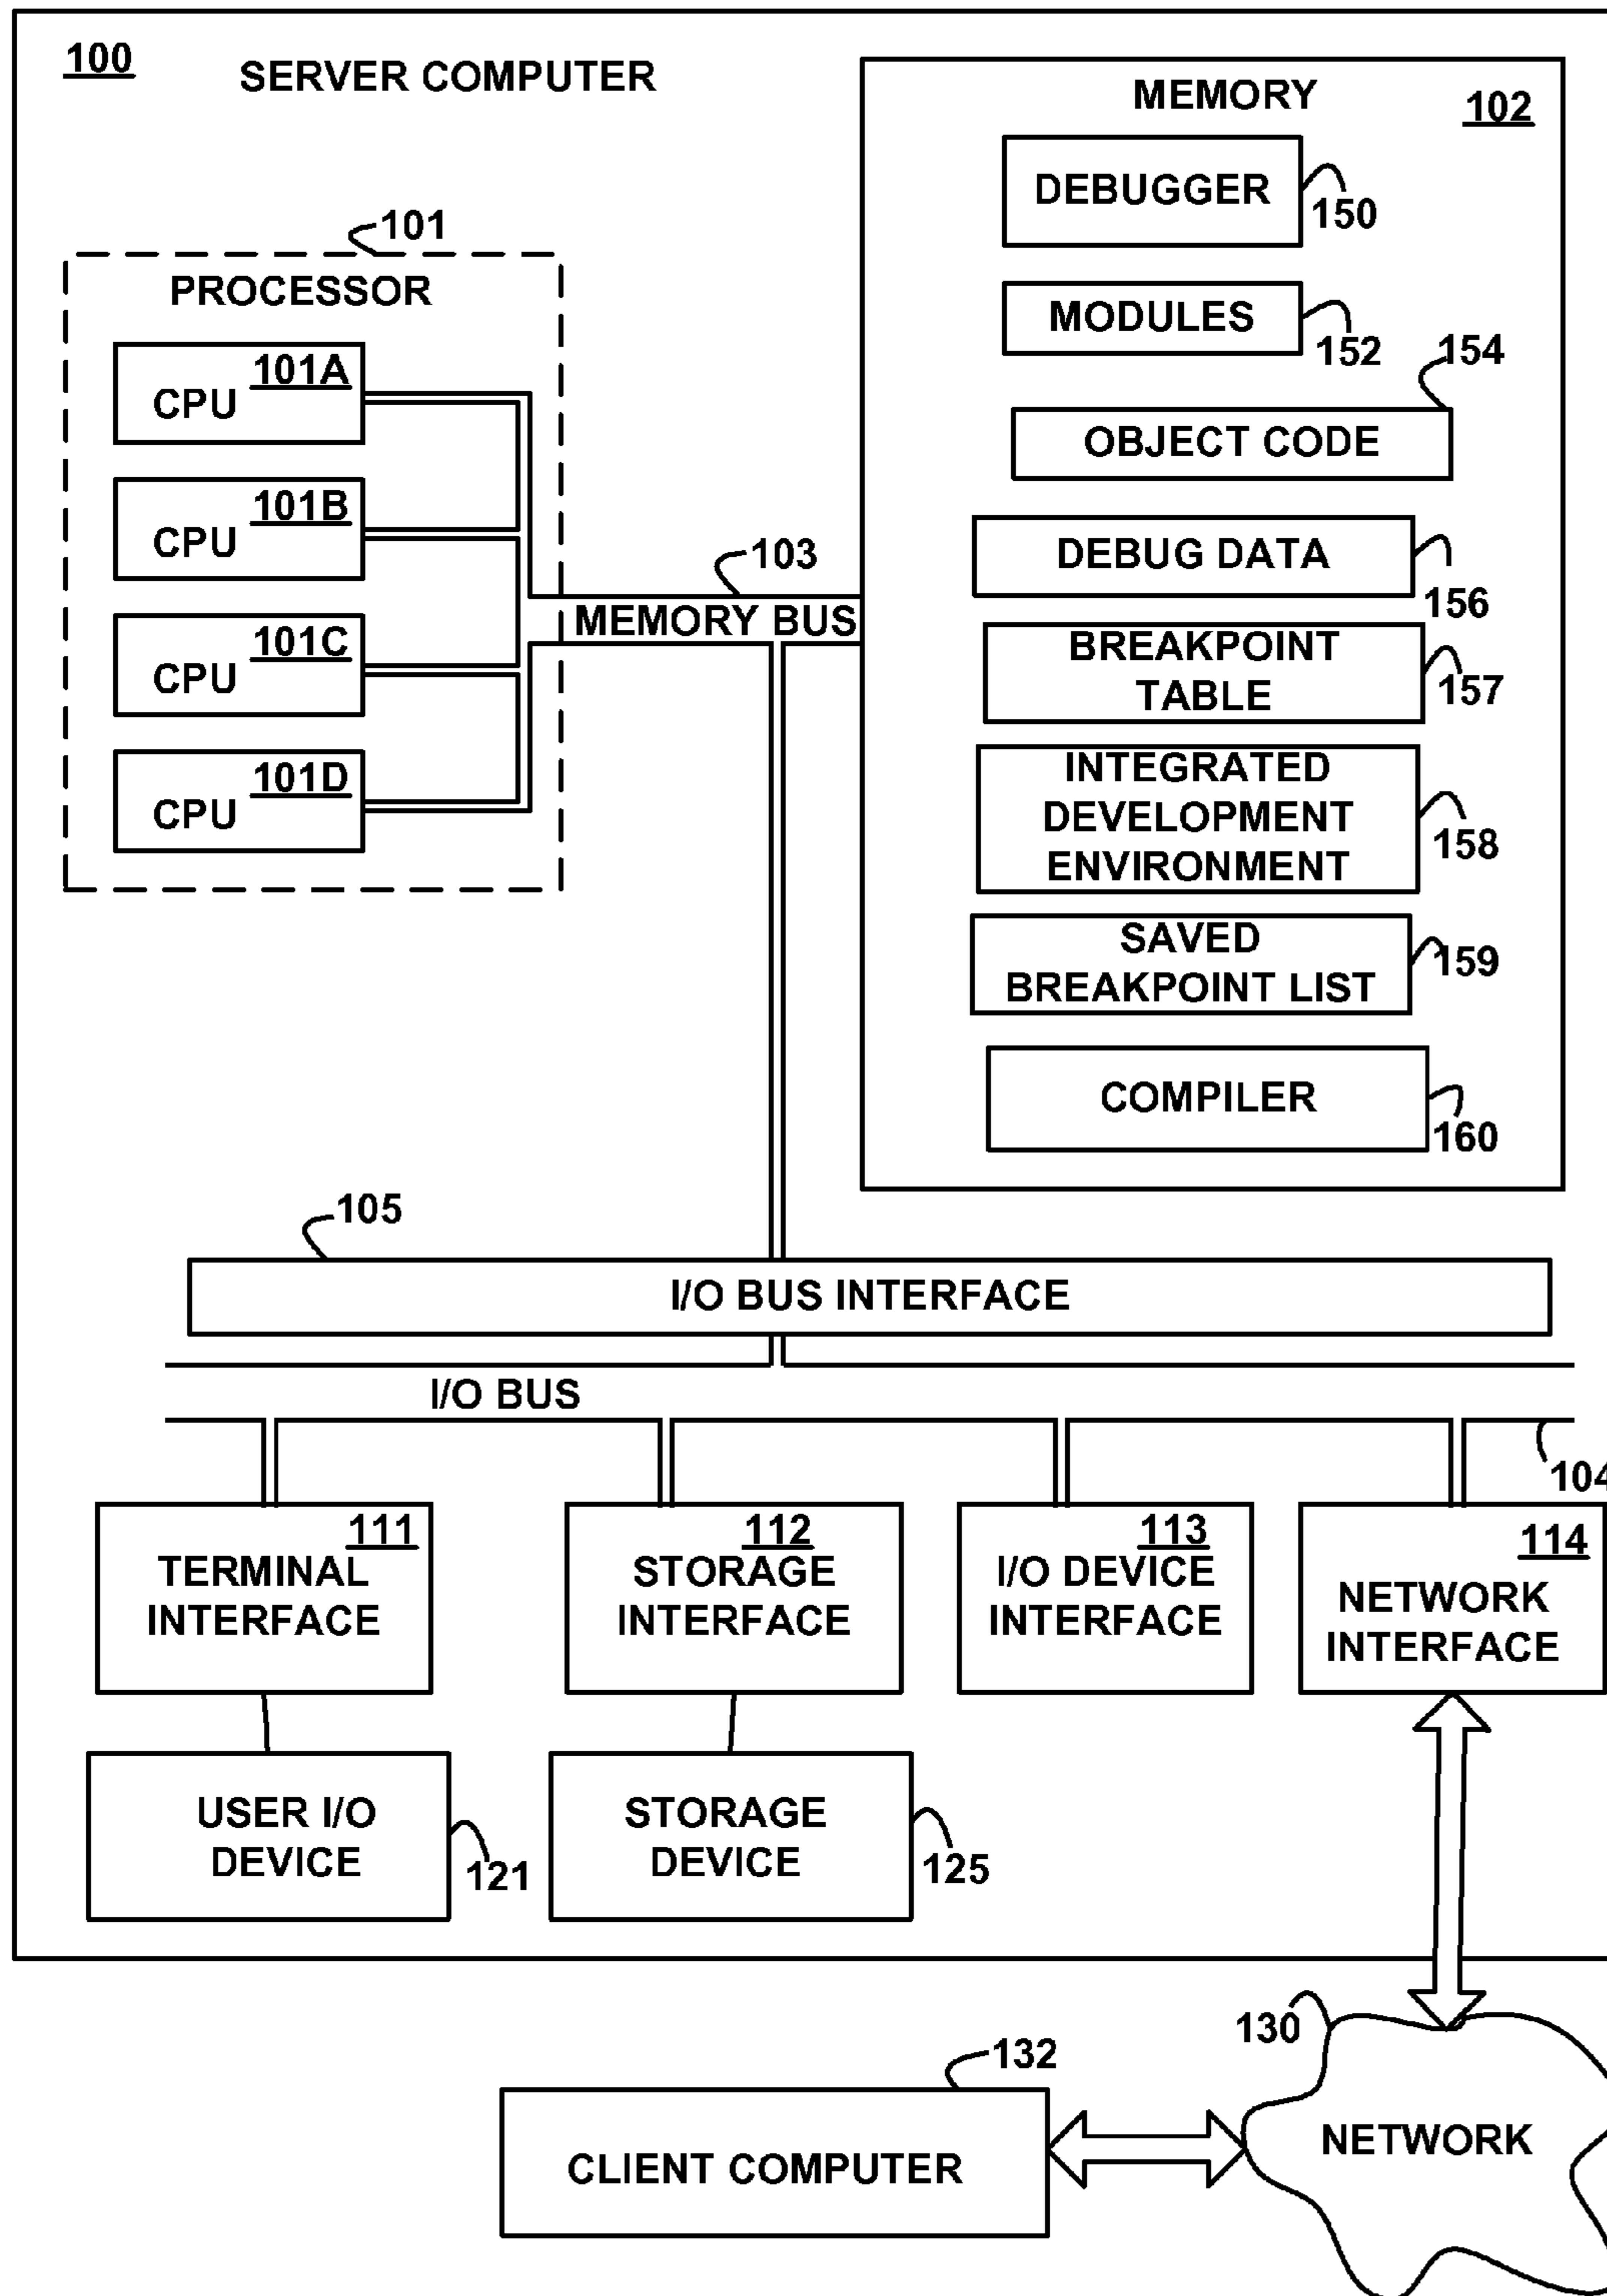 100
SERVER COMPUTER
MEMORY
102
DEBUGGER
150
101
PROCESSOR
MODULES
152
154
101A
CPU
OBJECT CODE
101B
CPU
103
DEBUG DATA
156
MEMORY BUS
101C
CPU
BREAKPOINT
TABLE
157
101D
CPU
INTEGRATED
DEVELOPMENT
ENVIRONMENT
158
SAVED
BREAKPOINT LIST
159
COMPILER
160
105
I/O BUS INTERFACE
I/O BUS
104
111
TERMINAL
INTERFACE
112
STORAGE
INTERFACE
113
I/O DEVICE
INTERFACE
114
NETWORK
INTERFACE
USER I/O
DEVICE
121
STORAGE
DEVICE
125
130
132
NETWORK
CLIENT COMPUTER